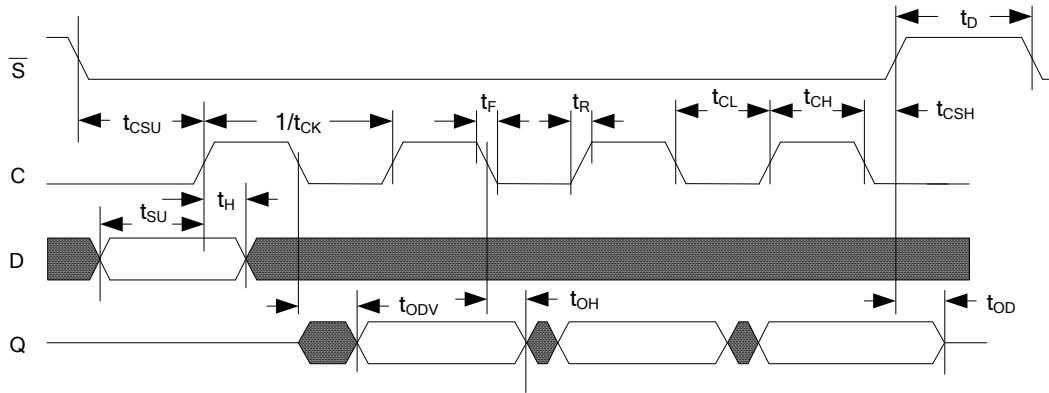 tD
S
tF
tR
tCL
tCH
tCSU
1/tCK
tCSH
C
tSU
tH
D
tODV
tOH
tOD
Q